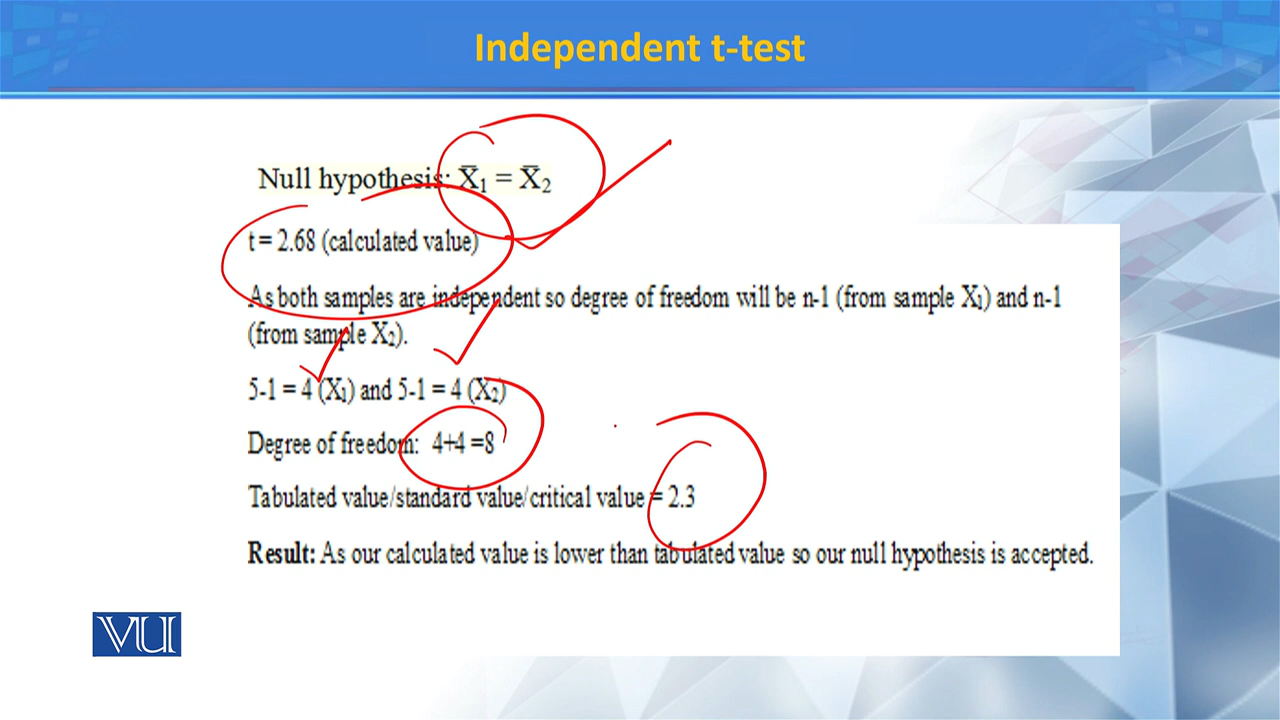 Independent t-test
Null hypothesis: X̅₁ = X̅₂
t = 2.68 (calculated value)
As both samples are independent so degree of freedom will be n-1 (from sample X₁) and n-1
(from sample X₂).
5-1 = 4 (X₁) and 5-1 = 4 (X₂)
Degree of freedom: 4+4 =8
Tabulated value/standard value/critical value = 2.3
Result: As our calculated value is lower than tabulated value so our null hypothesis is accepted.
VU